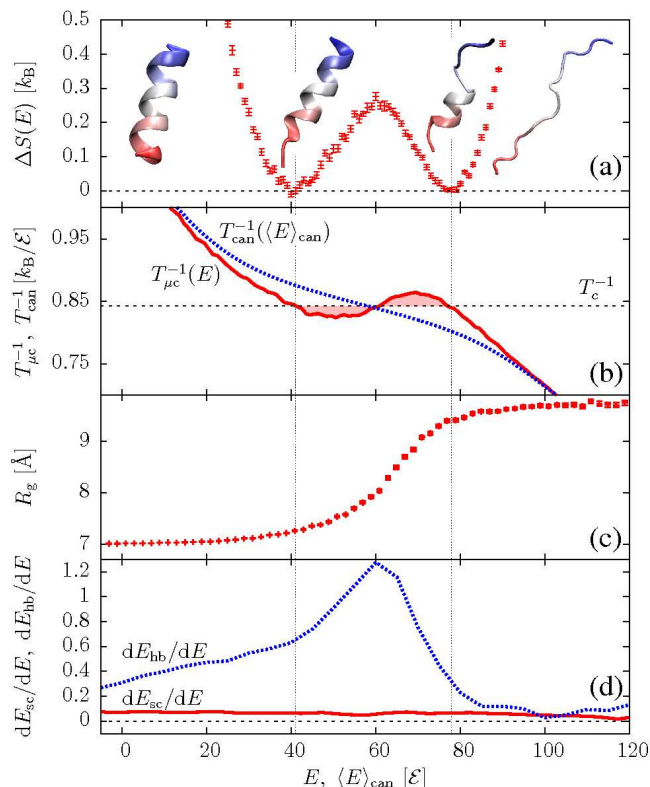 0.5
0.4
0.3
0.2
0.1
0
ΔS(E) [k_B]
(a)
0.95
0.85
0.75
T_μc^{-1}, T_can^{-1} [k_B/ℰ]
T_can^{-1}(⟨E⟩_can)
T_μc^{-1}(E)
T_c^{-1}
(b)
9
8
7
R_g [Å]
(c)
1.2
1
0.8
0.6
0.4
0.2
0
dE_sc/dE, dE_hb/dE
dE_hb/dE
dE_sc/dE
(d)
0 20 40 60 80 100 120
E, ⟨E⟩_can [ℰ]